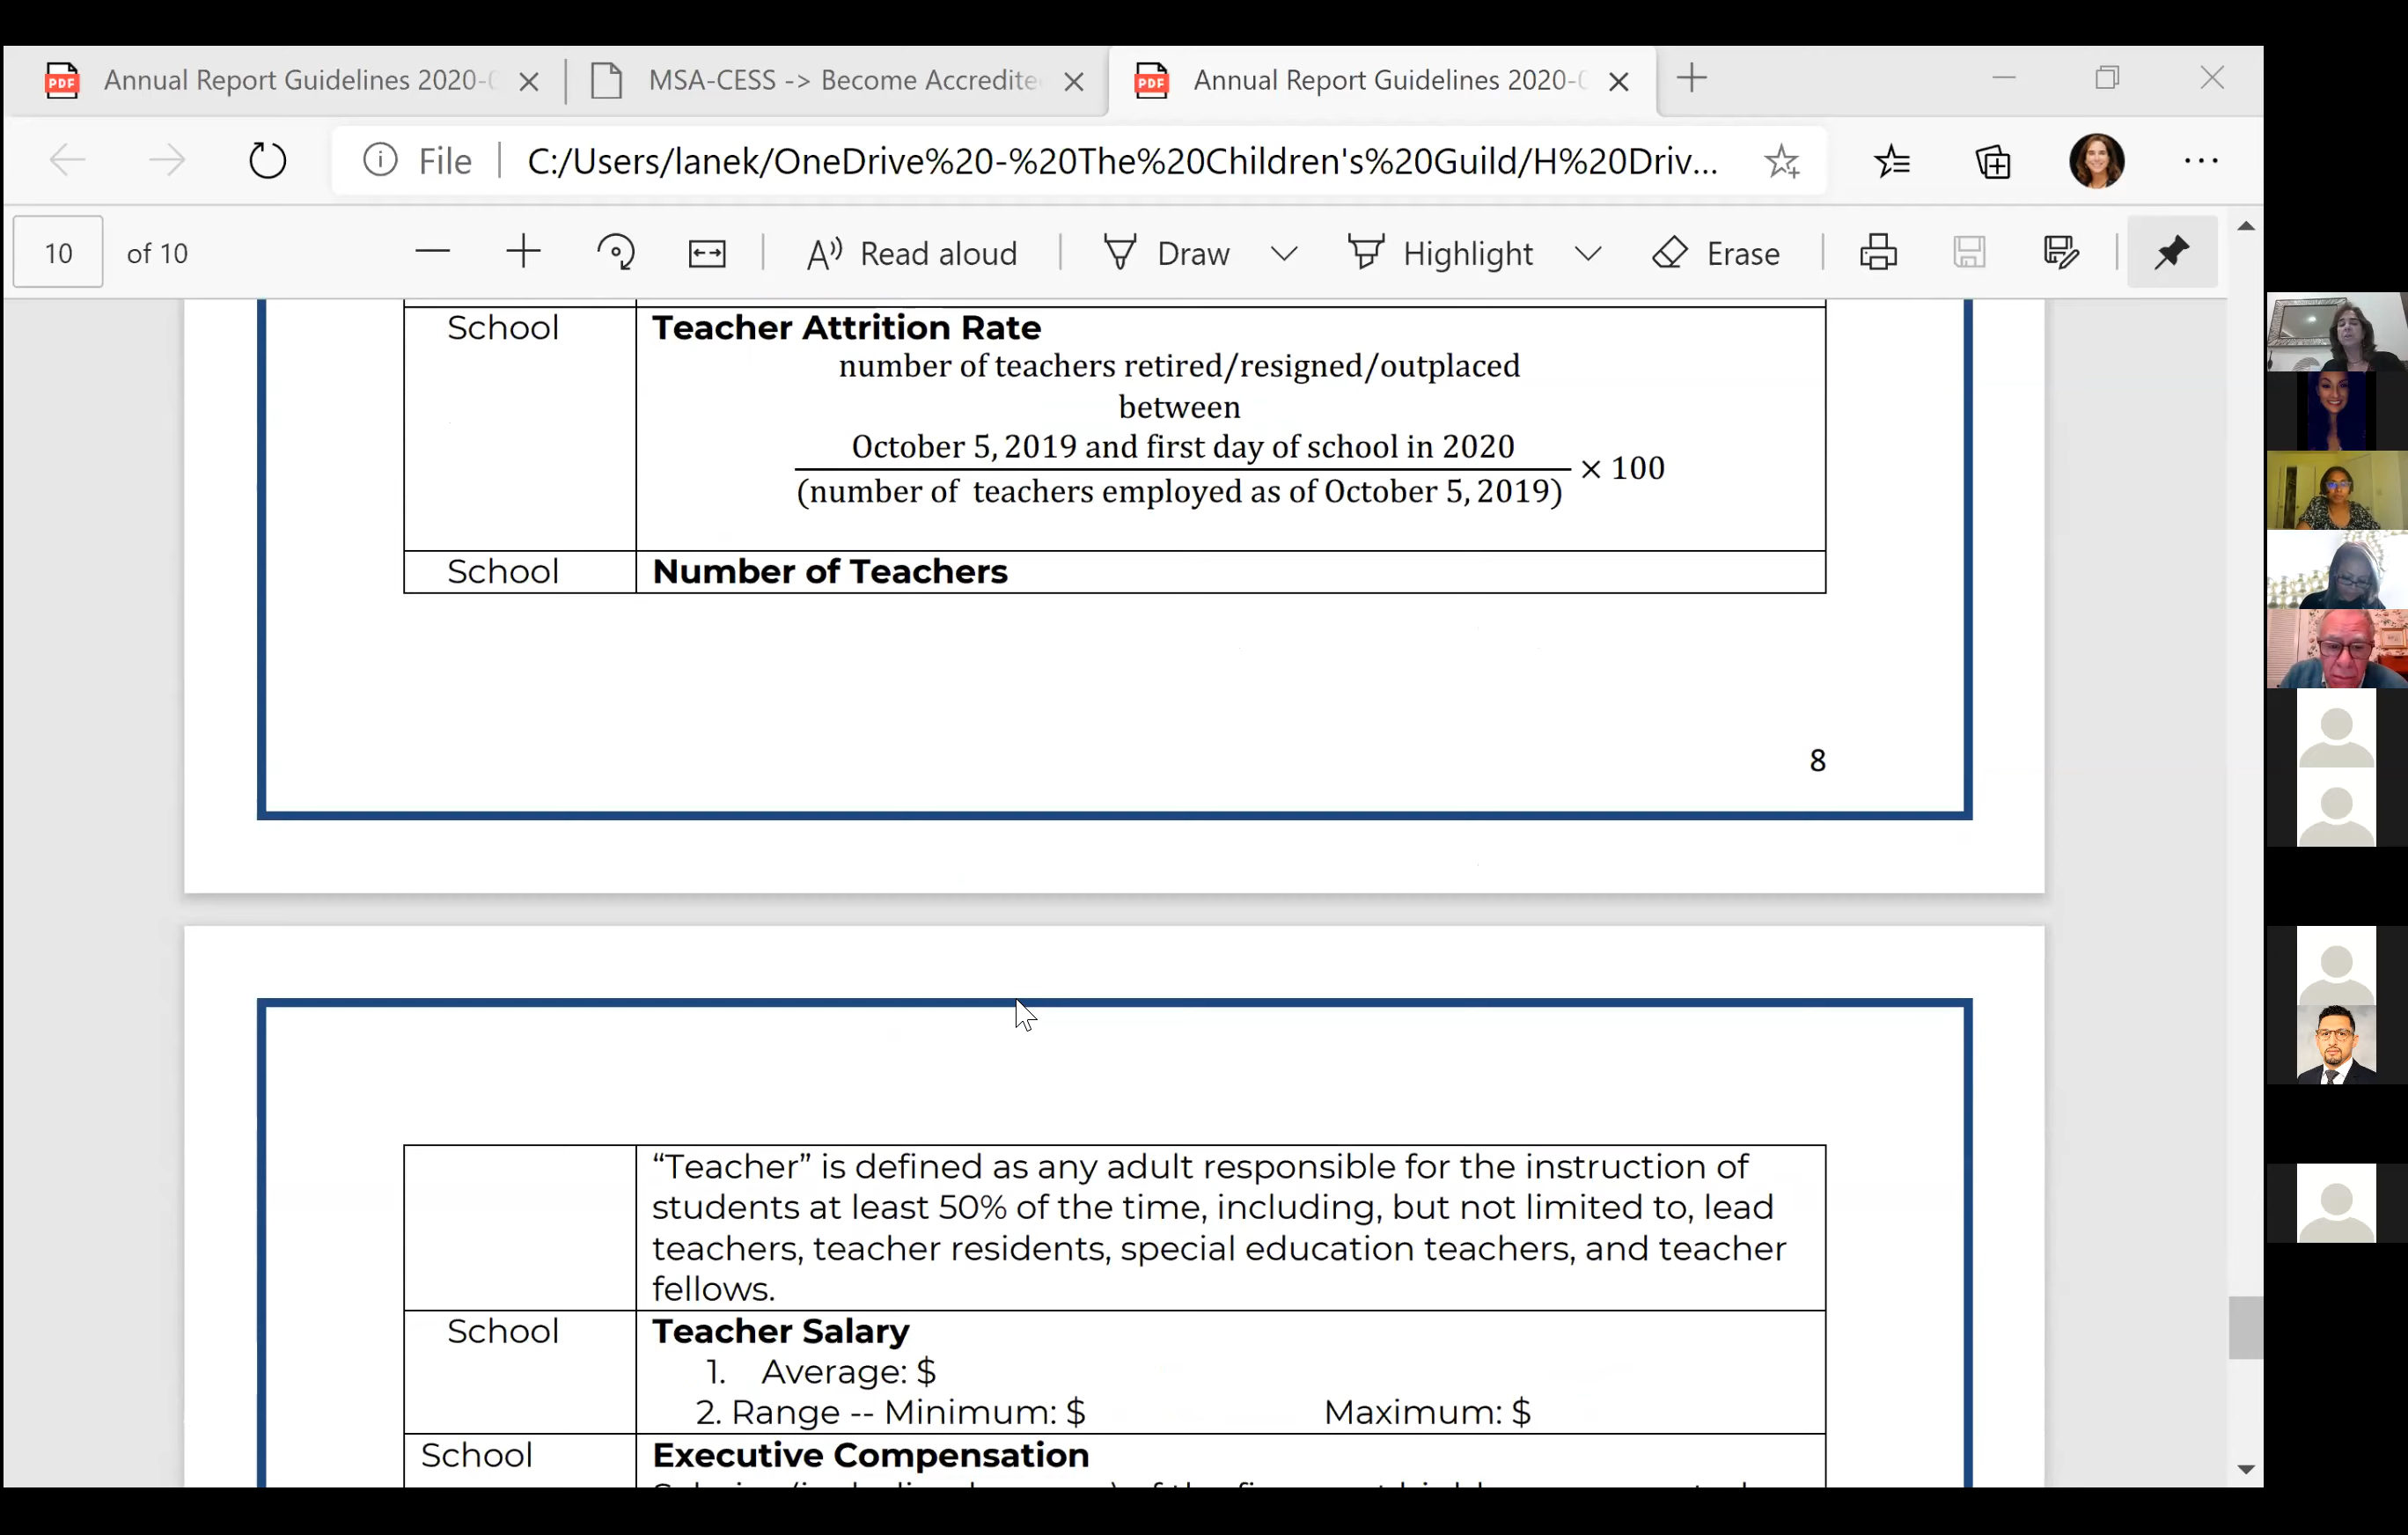 Annual Report Guidelines 2020-
MSA-CESS -> Become Accredite
Annual Report Guidelines 2020-
File
C:/Users/lanek/OneDrive%20-%20The%20Children's%20Guild/H%20Driv...
10 of 10
Read aloud
Draw
Highlight
Erase
School
Teacher Attrition Rate
number of teachers retired/resigned/outplaced
between
October 5, 2019 and first day of school in 2020
(number of teachers employed as of October 5, 2019)
× 100
School
Number of Teachers
8
“Teacher” is defined as any adult responsible for the instruction of
students at least 50% of the time, including, but not limited to, lead
teachers, teacher residents, special education teachers, and teacher
fellows.
School
Teacher Salary
1. Average: $
2. Range -- Minimum: $ Maximum: $
School
Executive Compensation